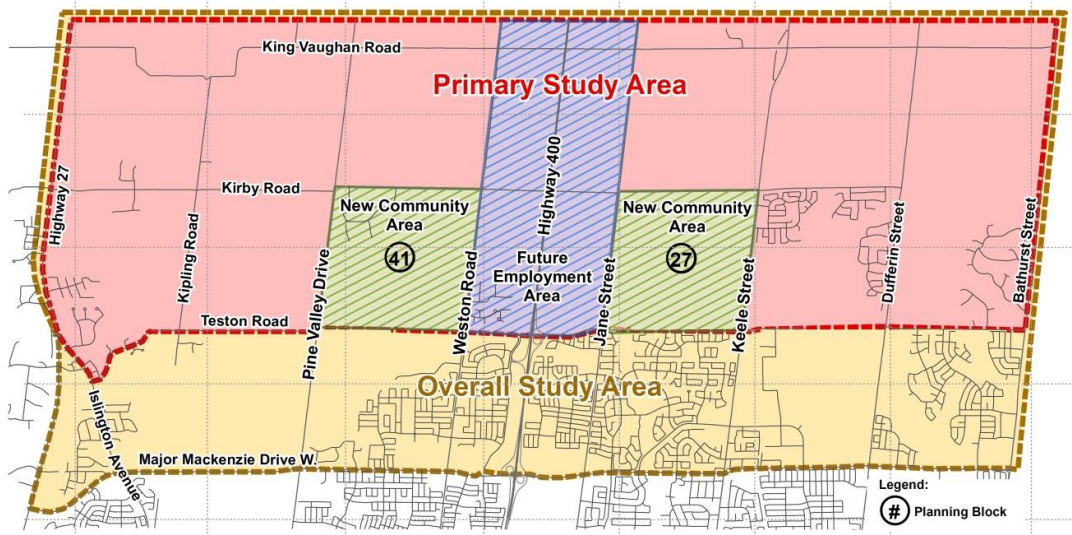 King Vaughan Road
Primary Study Area
Highway 27
Kipling Road
Kirby Road
Pine Valley Drive
New Community
Area
41
Weston Road
Highway 400
Future
Employment
Area
Jane Street
New Community
Area
27
Keele Street
Dufferin Street
Bathurst Street
Teston Road
Overall Study Area
Islington Avenue
Major Mackenzie Drive W.
Legend:
# Planning Block